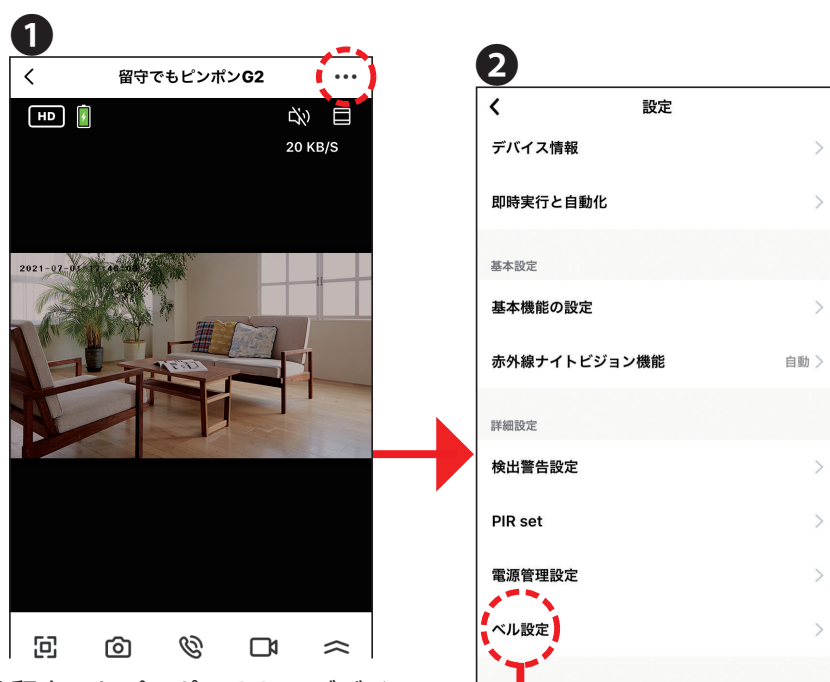 1
留守でもピンポンG2
HD
20 KB/S
2021-07-01 17:48:00
2
設定
デバイス情報
即時実行と自動化
基本設定
基本機能の設定
赤外線ナイトビジョン機能 自動
詳細設定
検出警告設定
PIR set
電源管理設定
ベル設定